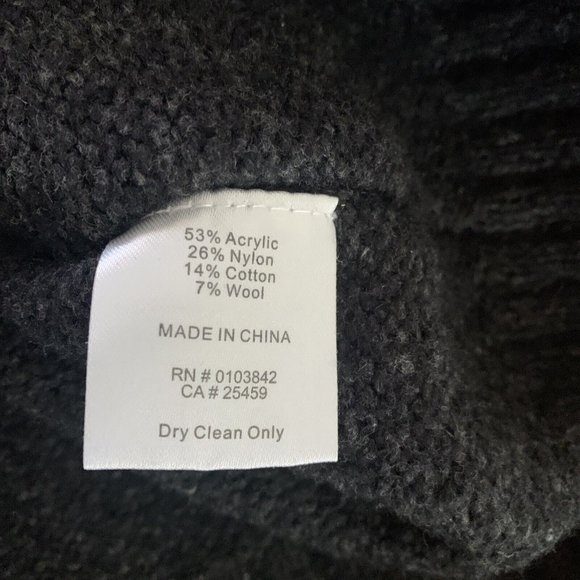 53% Acrylic
26% Nylon
14% Cotton
7% Wool
MADE IN CHINA
RN # 0103842
CA # 25459
Dry Clean Only